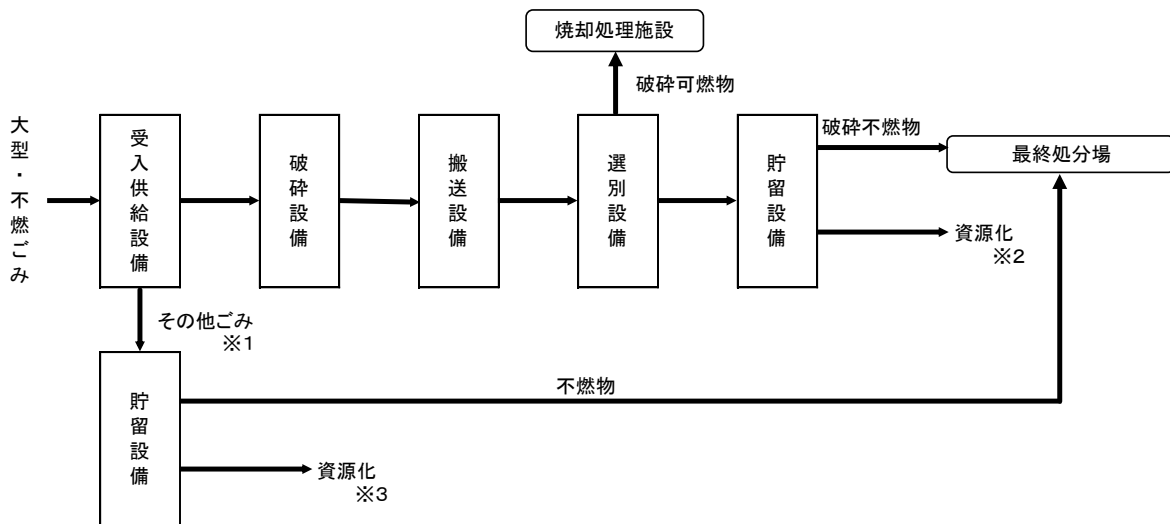 焼却処理施設
破砕可燃物
大型・不燃ごみ
受入供給設備
破砕設備
搬送設備
選別設備
貯留設備
破砕不燃物
最終処分場
資源化
※2
その他ごみ
※1
貯留設備
不燃物
資源化
※3